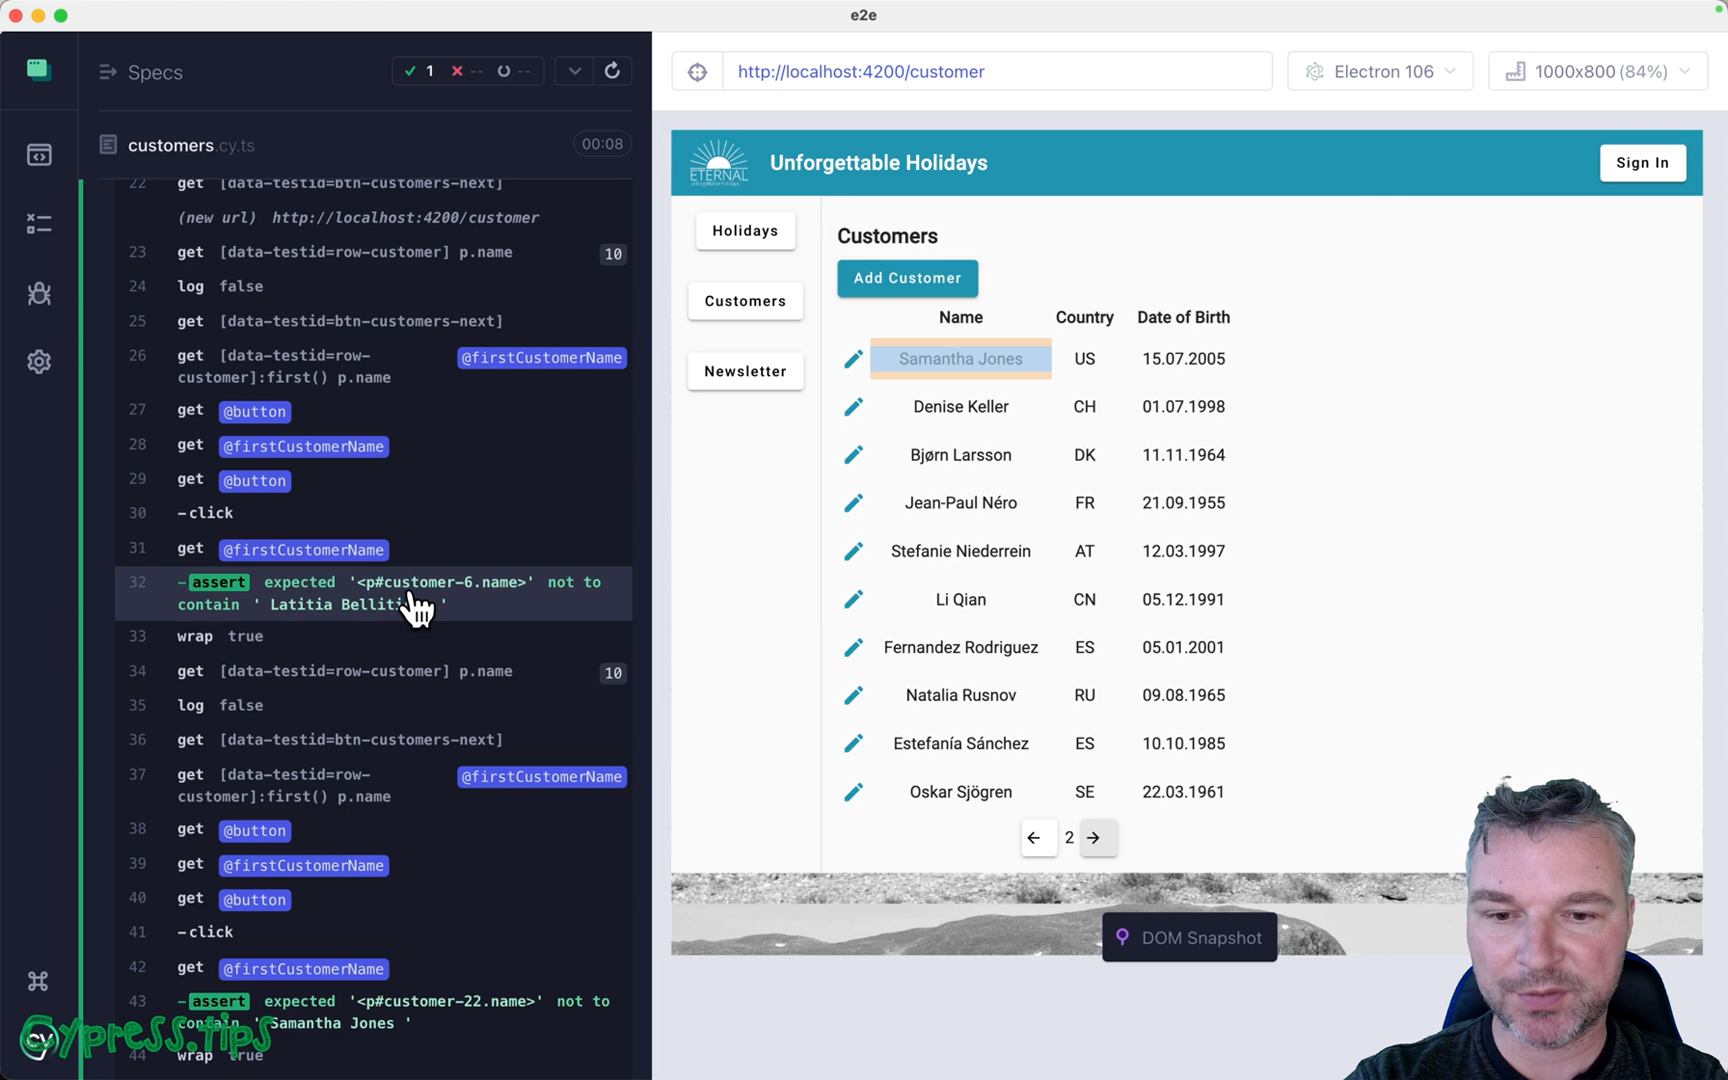 e2e
Specs
1
--
--
customers.cy.ts
00:08
22 get [data-testid=btn-customers-next]
(new url) http://localhost:4200/customer
23 get [data-testid=row-customer] p.name 10
24 log false
25 get [data-testid=btn-customers-next]
26 get [data-testid=row- @firstCustomerName
customer]:first() p.name
27 get @button
28 get @firstCustomerName
29 get @button
30 -click
31 get @firstCustomerName
32 -assert expected '<p#customer-6.name>' not to
contain ' Latitia '
33 wrap true
34 get [data-testid=row-customer] p.name 10
35 log false
36 get [data-testid=btn-customers-next]
37 get [data-testid=row- @firstCustomerName
customer]:first() p.name
38 get @button
39 get @firstCustomerName
40 get @button
41 -click
42 get @firstCustomerName
43 -assert expected '<p#customer-22.name>' not to
contain ' Samantha Jones '
44 wrap true
Cypress.tips
cy
http://localhost:4200/customer
Electron 106
1000x800 (84%)
ETERNAL
unforgettable Holidays
Unforgettable Holidays
Sign In
Holidays
Customers
Newsletter
Customers
Add Customer
Name Country Date of Birth
Samantha Jones US 15.07.2005
Denise Keller CH 01.07.1998
Bjørn Larsson DK 11.11.1964
Jean-Paul Néro FR 21.09.1955
Stefanie Niederrein AT 12.03.1997
Li Qian CN 05.12.1991
Fernandez Rodriguez ES 05.01.2001
Natalia Rusnov RU 09.08.1965
Estefanía Sánchez ES 10.10.1985
Oskar Sjögren SE 22.03.1961
2
DOM Snapshot